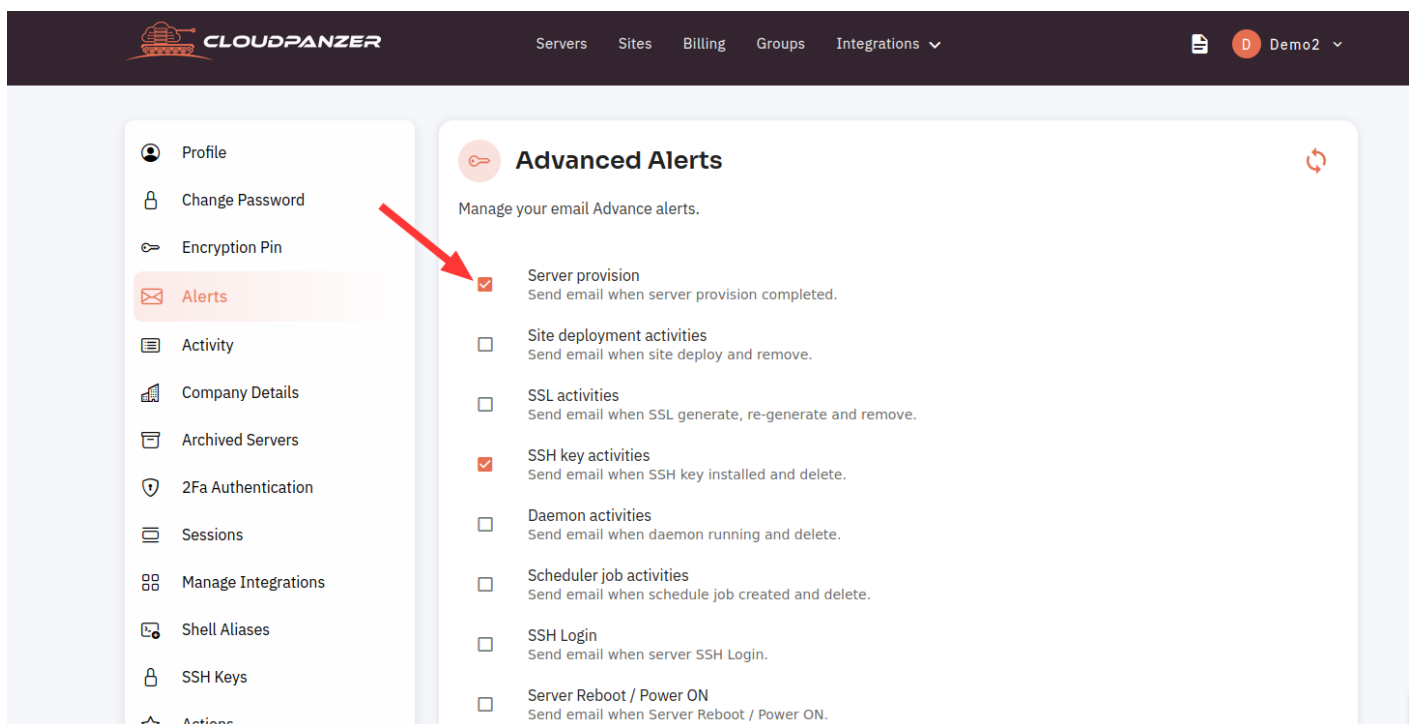 CLOUDPANZER
Servers Sites Billing Groups Integrations
D Demo2
Profile
Change Password
Encryption Pin
Alerts
Activity
Company Details
Archived Servers
2Fa Authentication
Sessions
Manage Integrations
Shell Aliases
SSH Keys
Actions
Advanced Alerts
Manage your email Advance alerts.
Server provision
Send email when server provision completed.
Site deployment activities
Send email when site deploy and remove.
SSL activities
Send email when SSL generate, re-generate and remove.
SSH key activities
Send email when SSH key installed and delete.
Daemon activities
Send email when daemon running and delete.
Scheduler job activities
Send email when schedule job created and delete.
SSH Login
Send email when server SSH Login.
Server Reboot / Power ON
Send email when Server Reboot / Power ON.